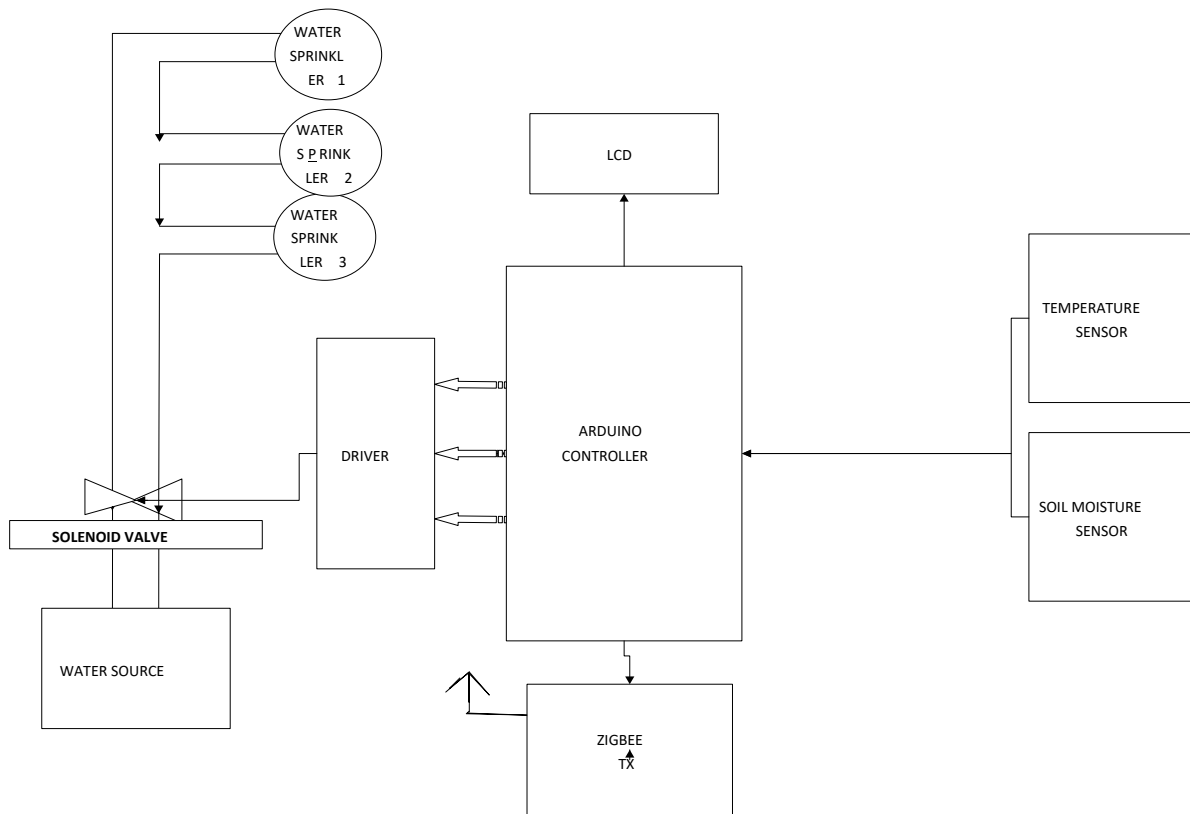 WATER
SPRINKL
ER 1
WATER
SPRINK
LER 2
WATER
SPRINK
LER 3
LCD
TEMPERATURE
SENSOR
ARDUINO
CONTROLLER
DRIVER
SOIL MOISTURE
SENSOR
SOLENOID VALVE
WATER SOURCE
ZIGBEE
TX